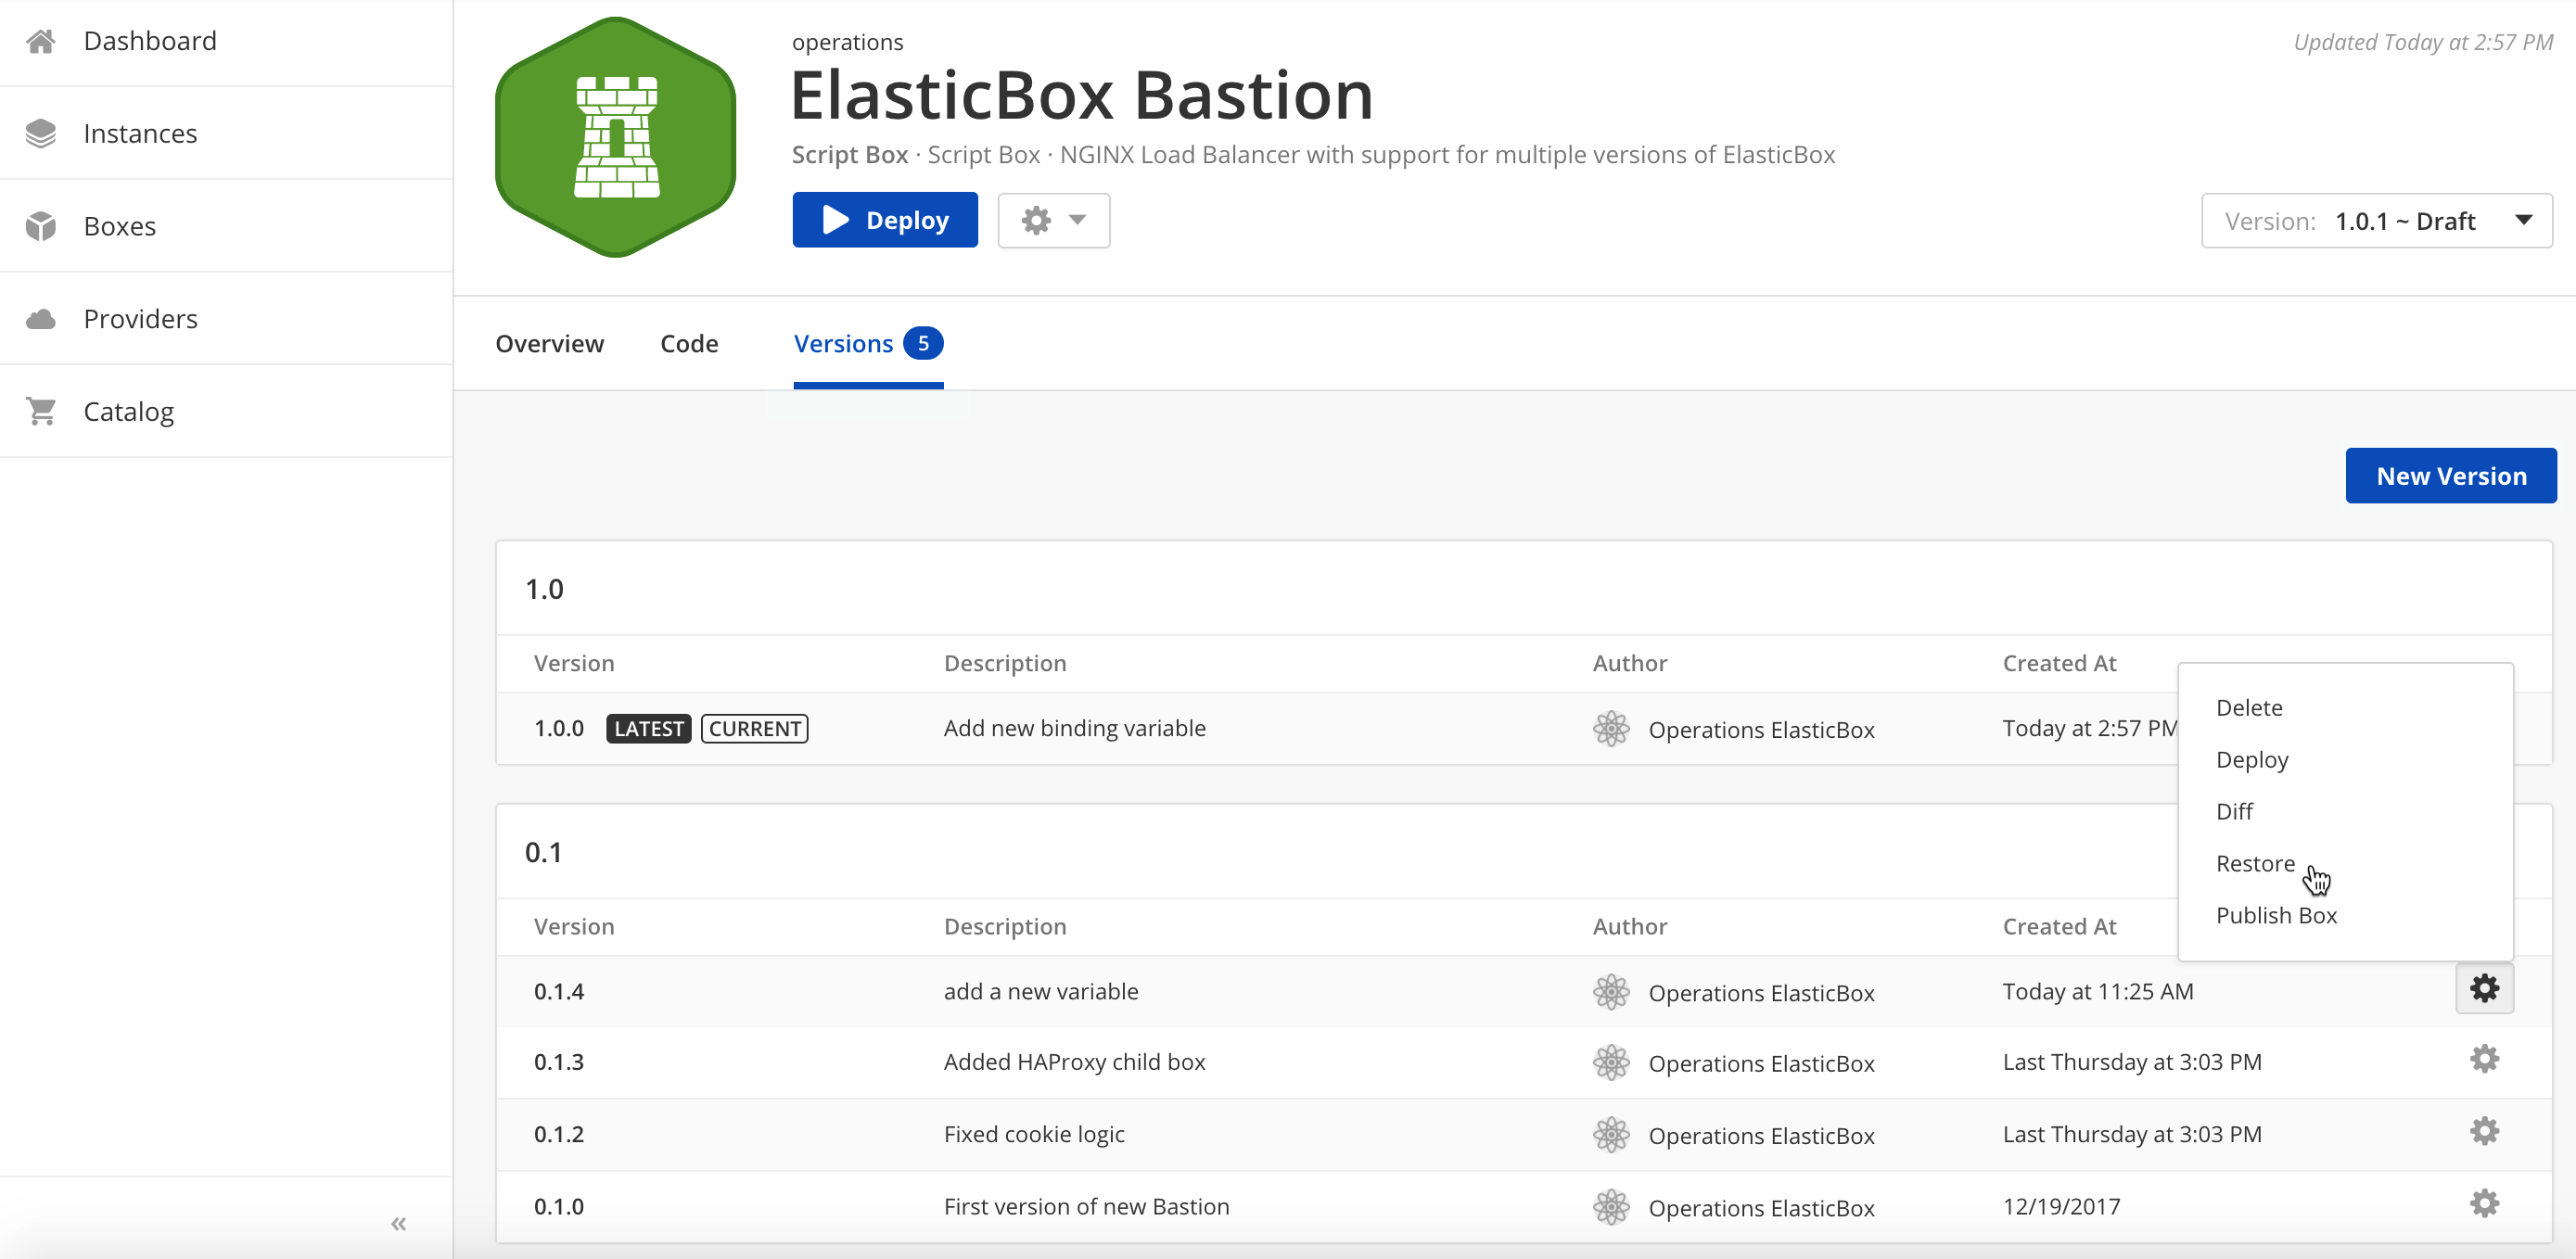 Dashboard
Instances
Boxes
Providers
Catalog
«
operations
Updated Today at 2:57 PM
ElasticBox Bastion
Script Box · Script Box · NGINX Load Balancer with support for multiple versions of ElasticBox
Deploy
Version: 1.0.1 ~ Draft
Overview Code Versions 5
New Version
1.0
Version Description Author Created At
1.0.0 LATEST CURRENT Add new binding variable Operations ElasticBox Today at 2:57 PM
Delete
Deploy
Diff
Restore
Publish Box
0.1
Version Description Author Created At
0.1.4 add a new variable Operations ElasticBox Today at 11:25 AM
0.1.3 Added HAProxy child box Operations ElasticBox Last Thursday at 3:03 PM
0.1.2 Fixed cookie logic Operations ElasticBox Last Thursday at 3:03 PM
0.1.0 First version of new Bastion Operations ElasticBox 12/19/2017